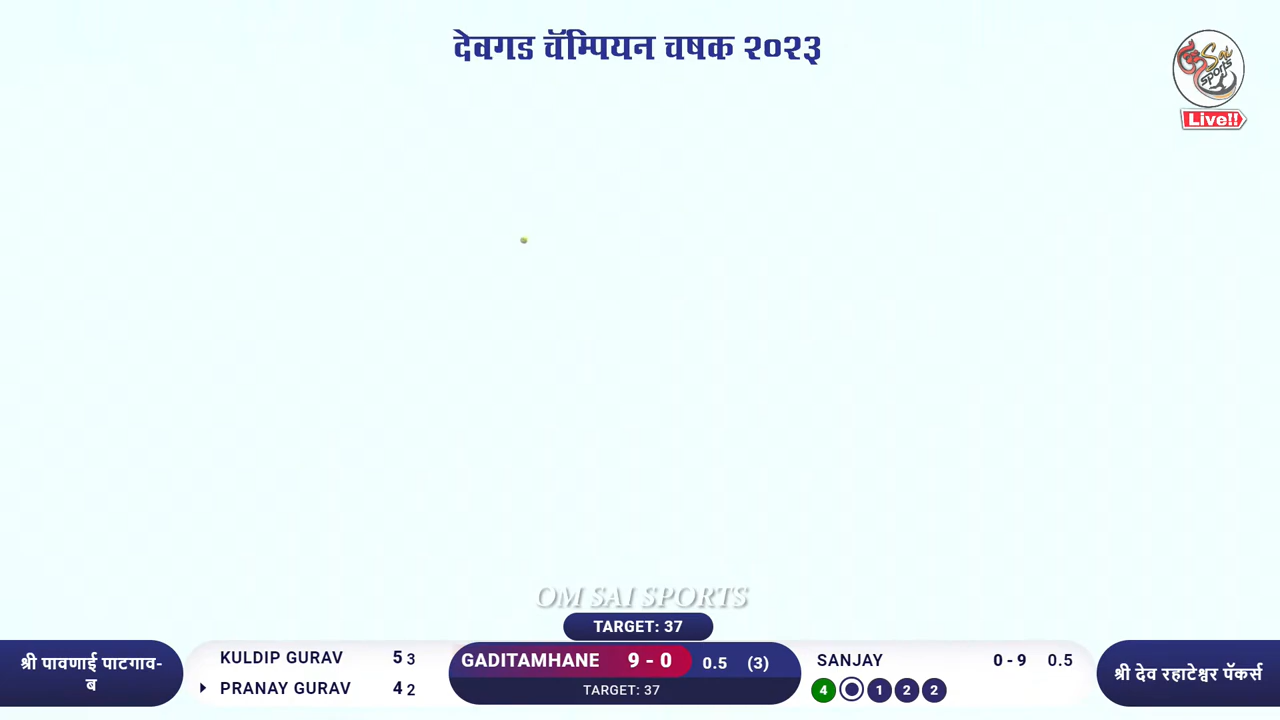 देवगड चॅम्पियन चषक २०२३
Sai
Sports
Live!!
OM SAI SPORTS
TARGET: 37
श्री पावणाई पाटगाव-
ब
KULDIP GURAV 5 3
PRANAY GURAV 4 2
GADITAMHANE 9 - 0 0.5 (3)
TARGET: 37
SANJAY 0 - 9 0.5
4 1 2 2
श्री देव रहाटेश्वर पॅकर्स